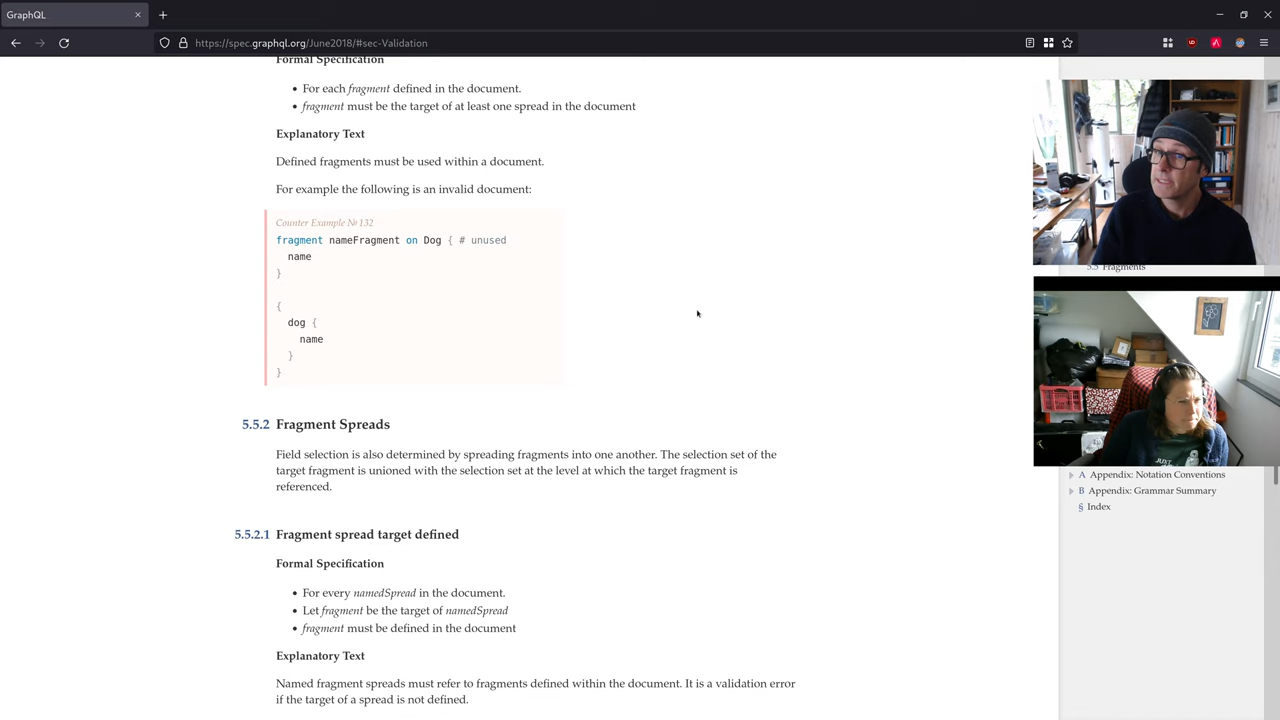 GraphQL
https://spec.graphql.org/June2018/#sec-Validation
Formal Specification
• For each fragment defined in the document.
• fragment must be the target of at least one spread in the document
Explanatory Text
Defined fragments must be used within a document.
For example the following is an invalid document:
Counter Example № 132
fragment nameFragment on Dog { # unused
name
}
{
dog {
name
}
}
5.5.2 Fragment Spreads
Field selection is also determined by spreading fragments into one another. The selection set of the
target fragment is unioned with the selection set at the level at which the target fragment is
referenced.
5.5.2.1 Fragment spread target defined
Formal Specification
• For every namedSpread in the document.
• Let fragment be the target of namedSpread
• fragment must be defined in the document
Explanatory Text
Named fragment spreads must refer to fragments defined within the document. It is a validation error
if the target of a spread is not defined.
5.5 Fragments
A Appendix: Notation Conventions
B Appendix: Grammar Summary
§ Index